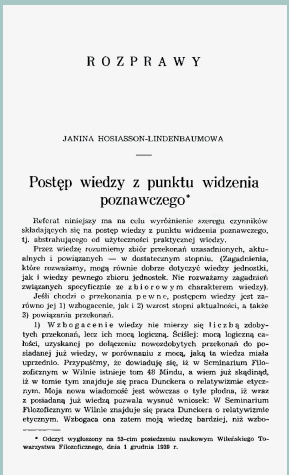 ROZPRAWY
JANINA HOSIASSON-LINDENBAUMOWA
Postęp wiedzy z punktu widzenia
poznawczego*
Referat niniejszy ma na celu wyróżnienie szeregu czynników
składających się na postęp wiedzy z punktu widzenia poznawczego,
tj. abstrahującego od użyteczności praktycznej wiedzy.
Przez wiedzę rozumiemy zbiór przekonań uzasadnionych, aktu-
alnych i powiązanych — w dostatecznym stopniu. (Zagadnienia,
które rozważamy, mogą równie dobrze dotyczyć wiedzy jednostki,
jak i wiedzy pewnego zbioru jednostek. Nie rozważamy zagadnień
związanych specyficznie ze zbiorowym charakterem wiedzy).
Jeśli chodzi o przekonania pewne, postępem wiedzy jest za-
równo jej 1) wzbogacenie, jak i 2) wzrost stopni aktualności, a także
3) powiązania przekonań.
1) Wzbogacenie wiedzy nie mierzy się liczbą zdoby-
tych przekonań, lecz ich mocą logiczną. Ściślej: mocą logiczną ca-
łości, uzyskanej po dołączeniu nowozdobytych przekonań do po-
siadanej już wiedzy, w porównaniu z mocą, jaką ta wiedza miała
uprzednio. Przypuśćmy, że dowiaduję się, iż w Seminarium Filo-
zoficznym w Wilnie istnieje tom 48 Mindu, a wiem już skądinąd,
iż w tomie tym znajduje się praca Dunckera o relatywizmie etycz-
nym. Moja nowa wiadomość jest wówczas o tyle płodna, iż wraz
z posiadaną już wiedzą pozwala wysnuć wniosek: W Seminarium
Filozoficznym w Wilnie znajduje się praca Dunckera o relatywizmie
etycznym. Wzbogaca ona zatem moją wiedzę bardziej, niż wzbo-
* Odczyt wygłoszony na 53-cim posiedzeniu naukowym Wileńskiego To-
warzystwa Filozoficznego, dnia 1 grudnia 1939 r.